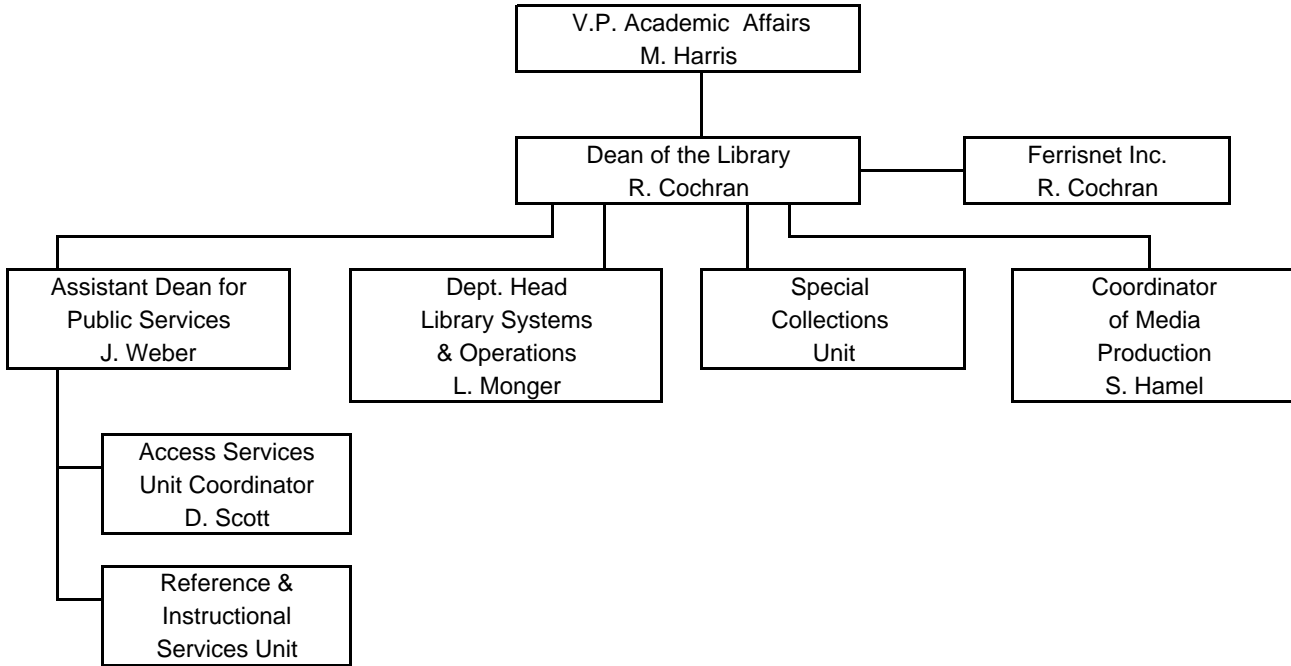 V.P. Academic Affairs
M. Harris
Dean of the Library
R. Cochran
Ferrisnet Inc.
R. Cochran
Assistant Dean for
Public Services
J. Weber
Dept. Head
Library Systems
& Operations
L. Monger
Special
Collections
Unit
Coordinator
of Media
Production
S. Hamel
Access Services
Unit Coordinator
D. Scott
Reference &
Instructional
Services Unit